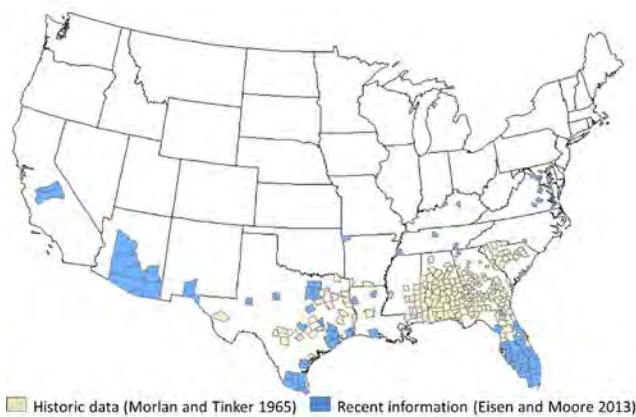 Historic data (Morlan and Tinker 1965) Recent information (Eisen and Moore 2013)